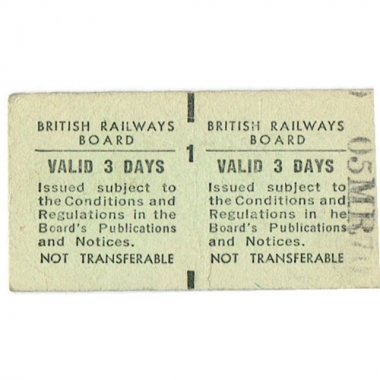 BRITISH RAILWAYS
BOARD
VALID 3 DAYS
Issued subject to
the Conditions and
Regulations in the
Board's Publications
and Notices.
NOT TRANSFERABLE
1
BRITISH RAILWAYS
BOARD
VALID 3 DAYS
Issued subject to
the Conditions and
Regulations in he
Board's Publications
and Notices.
NOT TRANSFERABLE
05MR7